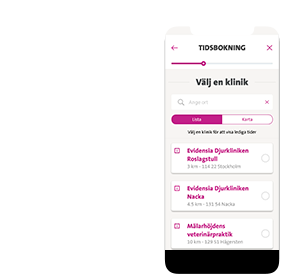 TIDSBOKNING
Välj en klinik
Ange ort
Lista
Karta
Välj en klinik för att visa lediga tider
Evidensia Djurkliniken
Roslagstull
3 km - 114 22 Stockholm
Evidensia Djurkliniken
Nacka
4,5 km - 131 54 Nacka
Mälarhöjdens
veterinärpraktik
10 km - 129 55 Hägersten